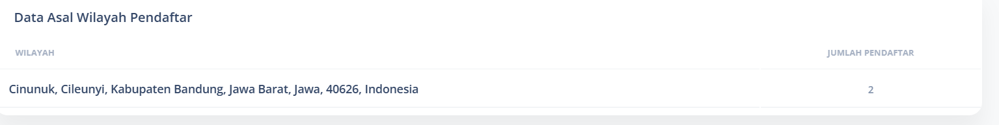 Data Asal Wilayah Pendaftar
WILAYAH JUMLAH PENDAFTAR
Cinunuk, Cileunyi, Kabupaten Bandung, Jawa Barat, Jawa, 40626, Indonesia 2